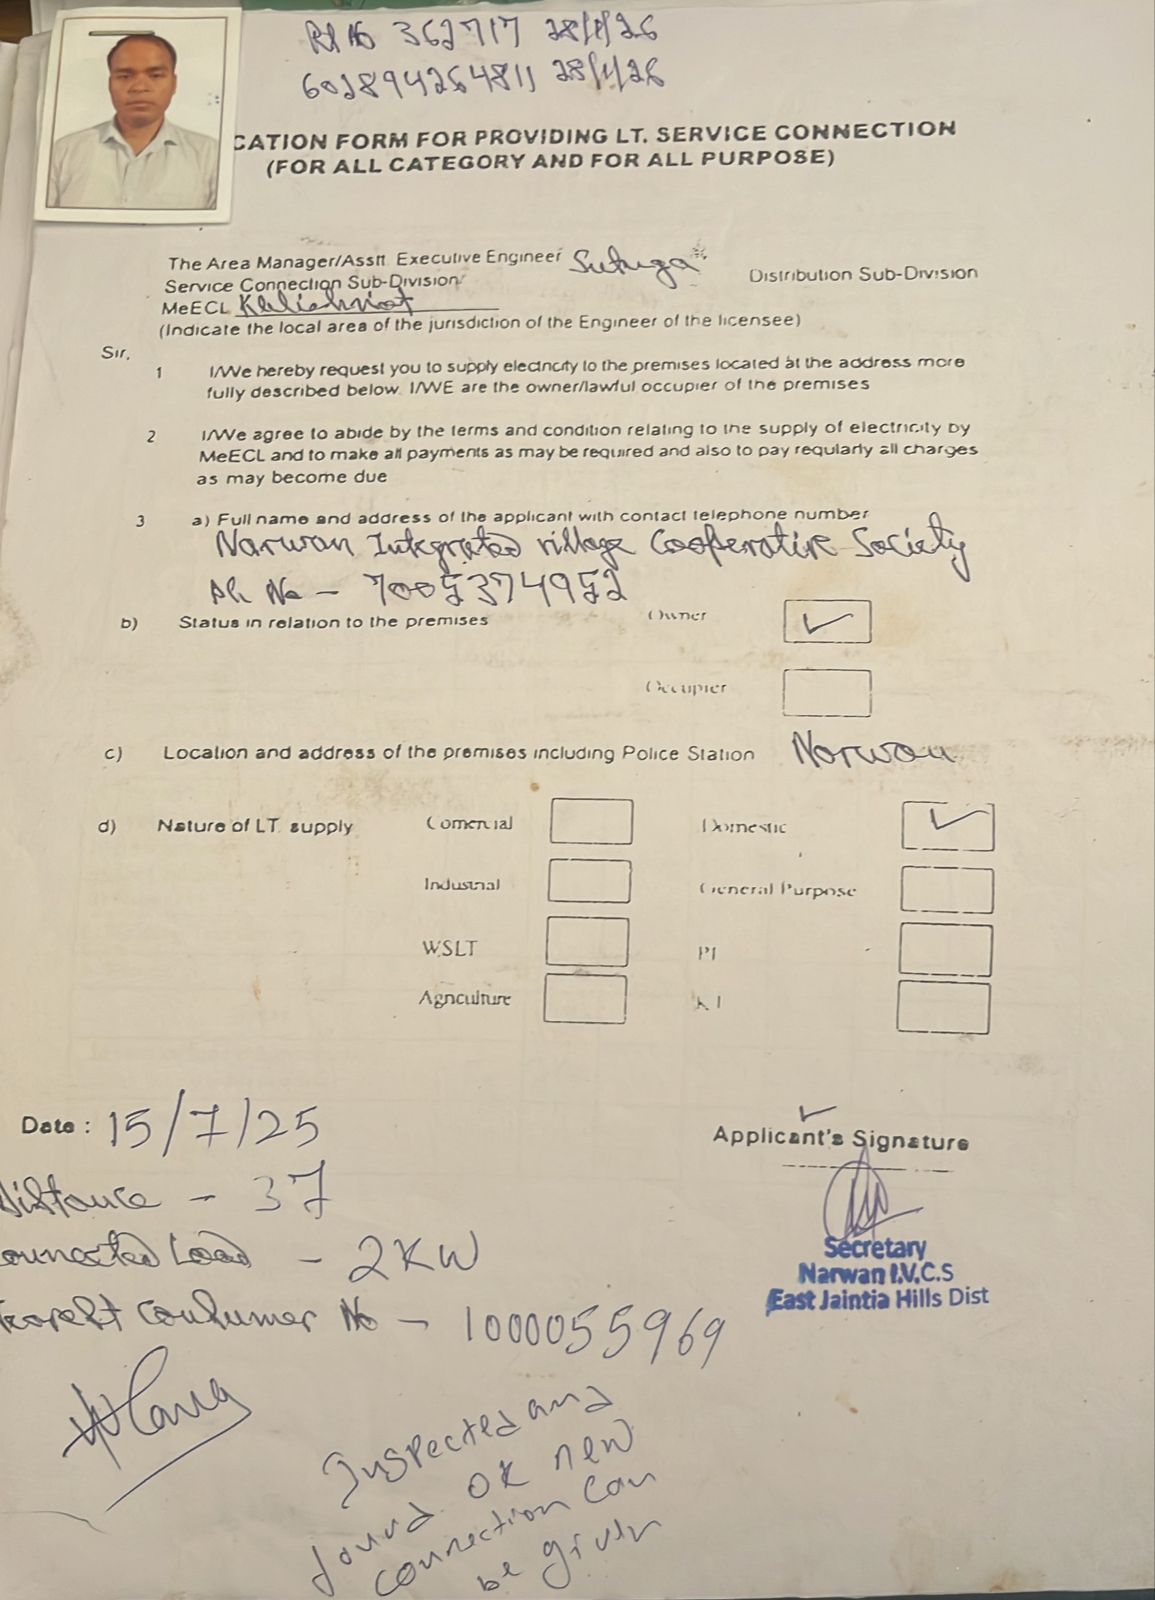 362717 28/1/26
602894264811 28/1/26
CATION FORM FOR PROVIDING LT. SERVICE CONNECTION
(FOR ALL CATEGORY AND FOR ALL PURPOSE)
The Area Manager/Asstt. Executive Engineer Sutnga Distribution Sub-Division
Service Connection Sub-Division
MeECL Khliehriat
(Indicate the local area of the jurisdiction of the Engineer of the licensee)
Sir,
1 I/We hereby request you to supply electricity to the premises located at the address more
fully described below. I/WE are the owner/lawful occupier of the premises
2 I/We agree to abide by the terms and condition relating to the supply of electricity by
MeECL and to make all payments as may be required and also to pay regularly all charges
as may become due
3 a) Full name and address of the applicant with contact telephone number
Narwan Integrated village Cooperative Society
Ph No - 7005374952
b) Status in relation to the premises Owner
Occupier
c) Location and address of the premises including Police Station Narwan
d) Nature of LT. supply Comercial Domestic
Industrial General Purpose
WSLT
Agriculture
Date : 15/7/25
Applicant's Signature
Distance - 37
Connected Load - 2KW
Secretary
Narwan I.V.C.S
East Jaintia Hills Dist
Consumer No - 1000055969
Inspected and
found OK new
connection can
be given